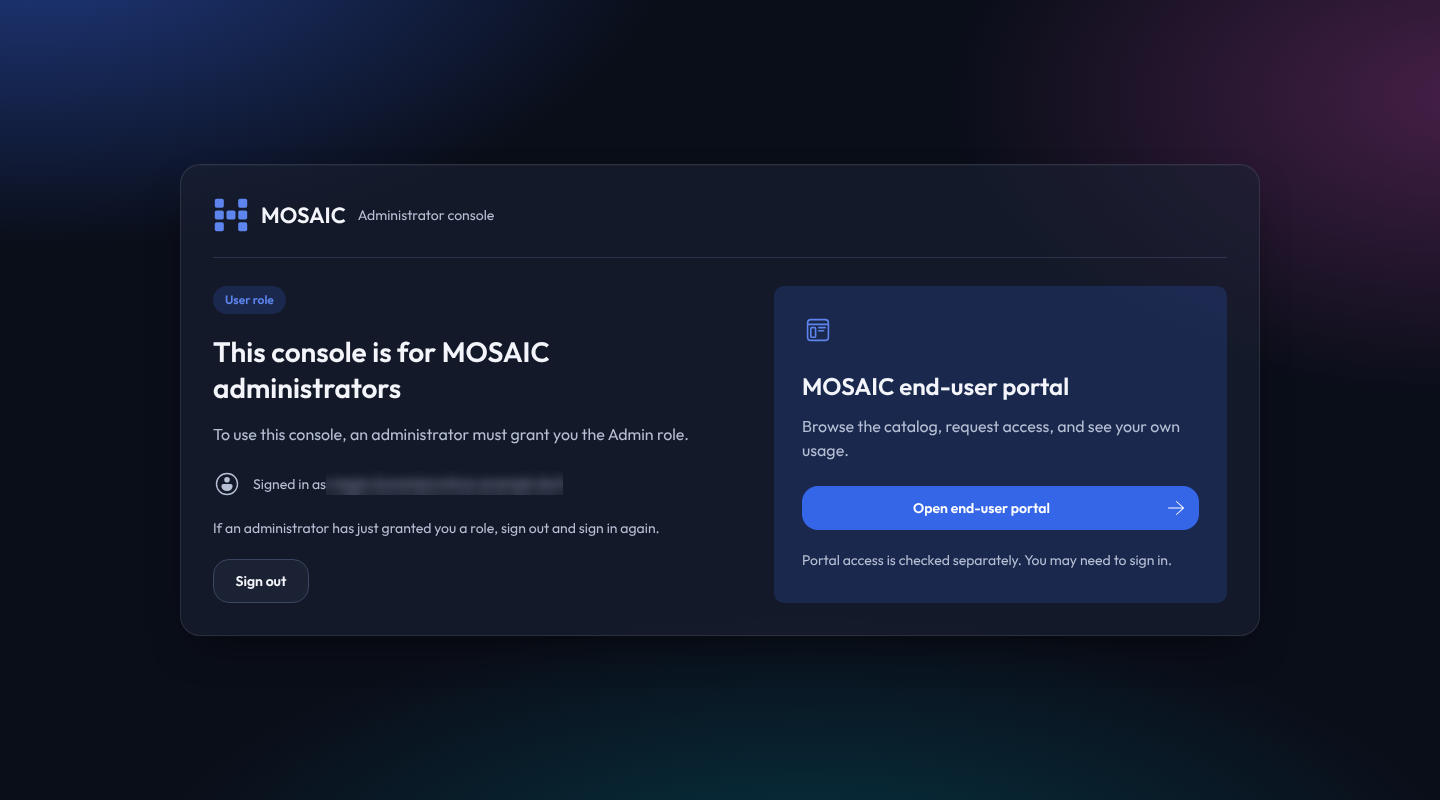 MOSAIC Administrator console
User role
This console is for MOSAIC
administrators
To use this console, an administrator must grant you the Admin role.
Signed in as
If an administrator has just granted you a role, sign out and sign in again.
Sign out
MOSAIC end-user portal
Browse the catalog, request access, and see your own
usage.
Open end-user portal
Portal access is checked separately. You may need to sign in.